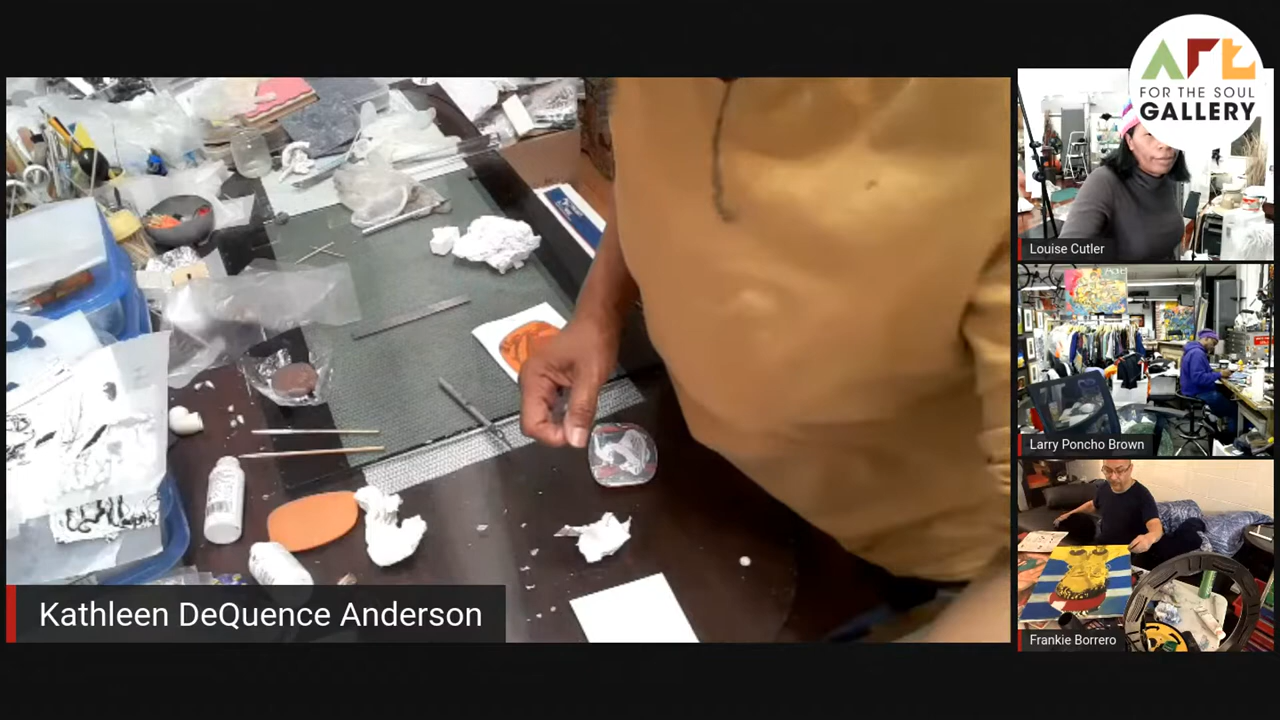 ART
FOR THE SOUL
GALLERY
Louise Cutler
Larry Poncho Brown
Kathleen DeQuence Anderson
Frankie Borrero